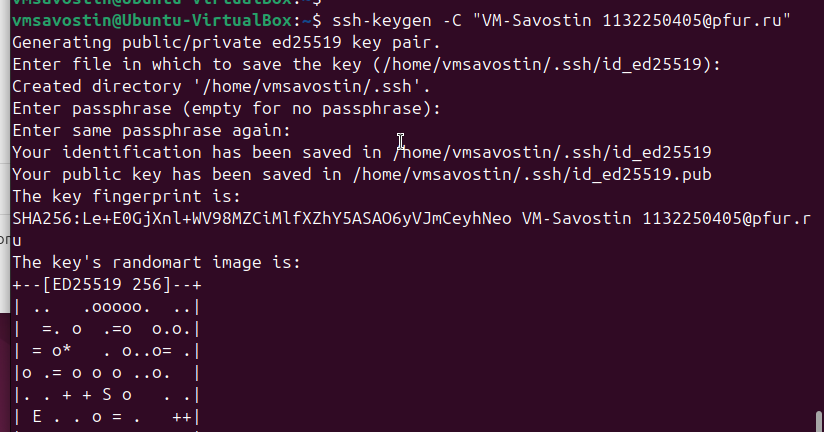 vmsavostin@Ubuntu-VirtualBox:~$
vmsavostin@Ubuntu-VirtualBox:~$ ssh-keygen -C "VM-Savostin 1132250405@pfur.ru"
Generating public/private ed25519 key pair.
Enter file in which to save the key (/home/vmsavostin/.ssh/id_ed25519):
Created directory '/home/vmsavostin/.ssh'.
Enter passphrase (empty for no passphrase):
Enter same passphrase again:
Your identification has been saved in /home/vmsavostin/.ssh/id_ed25519
Your public key has been saved in /home/vmsavostin/.ssh/id_ed25519.pub
The key fingerprint is:
SHA256:Le+E0GjXnl+WV98MZCiMlfXZhY5ASAO6yVJmCeyhNeo VM-Savostin 1132250405@pfur.r
u
The key's randomart image is:
+--[ED25519 256]--+
| ..   .ooooo.  ..|
|  =. o  .=o  o.o.|
| = o*   . o..o= .|
|o .= o o o ..o.  |
|. . + + S o   . .|
| E . . o = .   ++|